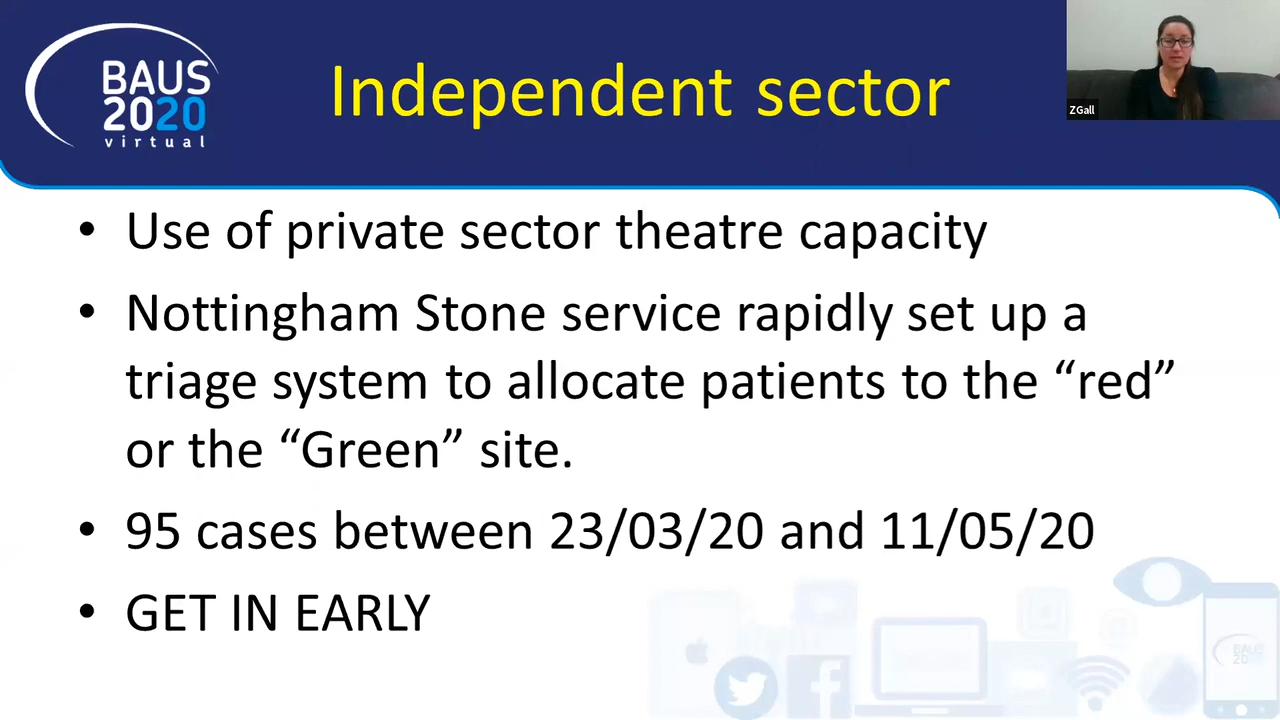 BAUS
2020
virtual
Independent sector
ZGall
• Use of private sector theatre capacity
• Nottingham Stone service rapidly set up a
triage system to allocate patients to the “red”
or the “Green” site.
• 95 cases between 23/03/20 and 11/05/20
• GET IN EARLY
BAUS
2020